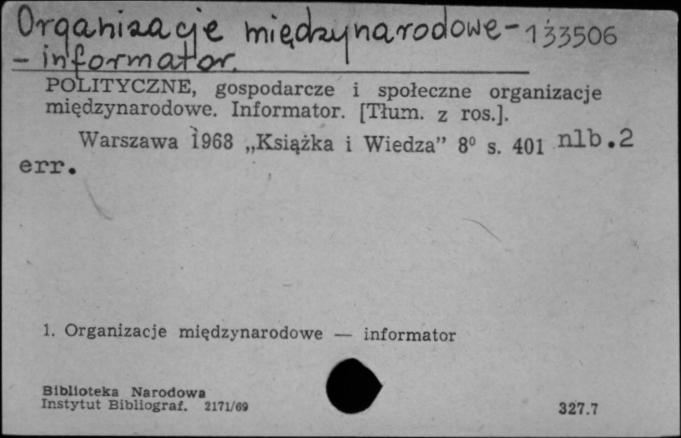 Organizacje międzynarodowe - 133506
- informator.
POLITYCZNE, gospodarcze i społeczne organizacje
międzynarodowe. Informator. [Tłum. z ros.].
Warszawa 1968 „Książka i Wiedza” 8° s. 401 nlb.2
err.
1. Organizacje międzynarodowe — informator
Biblioteka Narodowa
Instytut Bibliograf. 2171/69
327.7